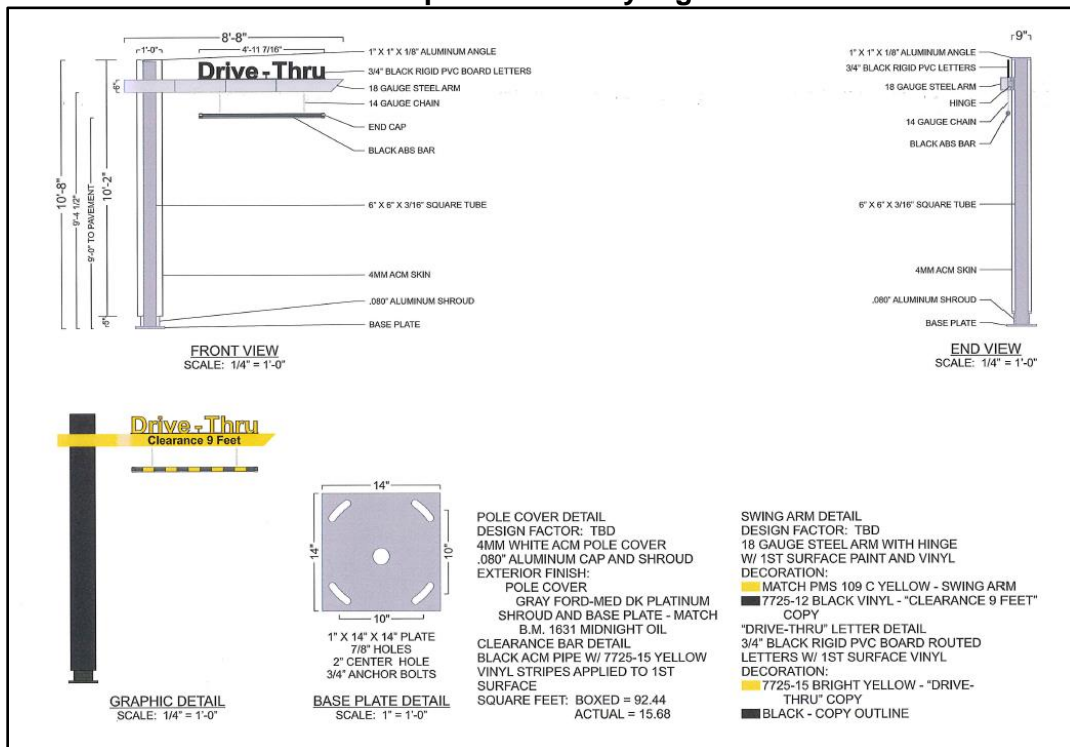 8'-8"
1'-0"
4'-11 7/16"
Drive-Thru
6"
10'-8"
9'-4 1/2"
9'-0" TO PAVEMENT
10'-2"
6"
1" X 1" X 1/8" ALUMINUM ANGLE
3/4" BLACK RIGID PVC BOARD LETTERS
18 GAUGE STEEL ARM
14 GAUGE CHAIN
END CAP
BLACK ABS BAR
6" X 6" X 3/16" SQUARE TUBE
4MM ACM SKIN
.080" ALUMINUM SHROUD
BASE PLATE
FRONT VIEW
SCALE: 1/4" = 1'-0"
9"
1" X 1" X 1/8" ALUMINUM ANGLE
3/4" BLACK RIGID PVC LETTERS
18 GAUGE STEEL ARM
HINGE
14 GAUGE CHAIN
BLACK ABS BAR
6" X 6" X 3/16" SQUARE TUBE
4MM ACM SKIN
.080" ALUMINUM SHROUD
BASE PLATE
END VIEW
SCALE: 1/4" = 1'-0"
Drive-Thru
Clearance 9 Feet
GRAPHIC DETAIL
SCALE: 1/4" = 1'-0"
14"
14"
10"
10"
1" X 14" X 14" PLATE
7/8" HOLES
2" CENTER HOLE
3/4" ANCHOR BOLTS
BASE PLATE DETAIL
SCALE: 1" = 1'-0"
POLE COVER DETAIL
DESIGN FACTOR: TBD
4MM WHITE ACM POLE COVER
.080" ALUMINUM CAP AND SHROUD
EXTERIOR FINISH:
POLE COVER
GRAY FORD-MED DK PLATINUM
SHROUD AND BASE PLATE - MATCH
B.M. 1631 MIDNIGHT OIL
CLEARANCE BAR DETAIL
BLACK ACM PIPE W/ 7725-15 YELLOW
VINYL STRIPES APPLIED TO 1ST
SURFACE
SQUARE FEET: BOXED = 92.44
ACTUAL = 15.68
SWING ARM DETAIL
DESIGN FACTOR: TBD
18 GAUGE STEEL ARM WITH HINGE
W/ 1ST SURFACE PAINT AND VINYL
DECORATION:
MATCH PMS 109 C YELLOW - SWING ARM
7725-12 BLACK VINYL - "CLEARANCE 9 FEET"
COPY
"DRIVE-THRU" LETTER DETAIL
3/4" BLACK RIGID PVC BOARD ROUTED
LETTERS W/ 1ST SURFACE VINYL
DECORATION:
7725-15 BRIGHT YELLOW - "DRIVE-
THRU" COPY
BLACK - COPY OUTLINE